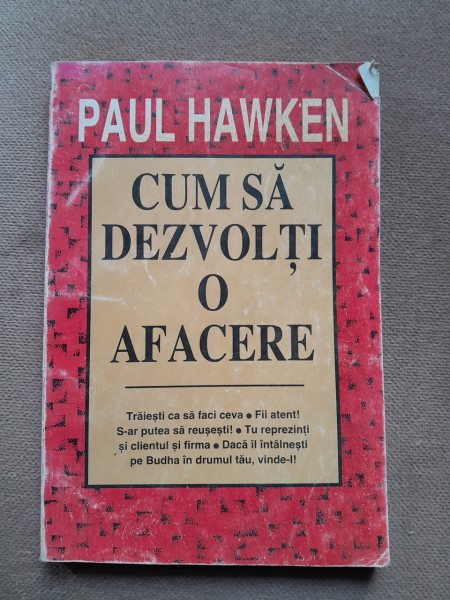 PAUL HAWKEN
CUM SĂ
DEZVOLȚI
O
AFACERE
Trăiești ca să faci ceva ● Fii atent!
S-ar putea să reușești! ● Tu reprezinți
și clientul și firma ● Dacă îl întâlnești
pe Budha în drumul tău, vinde-l!